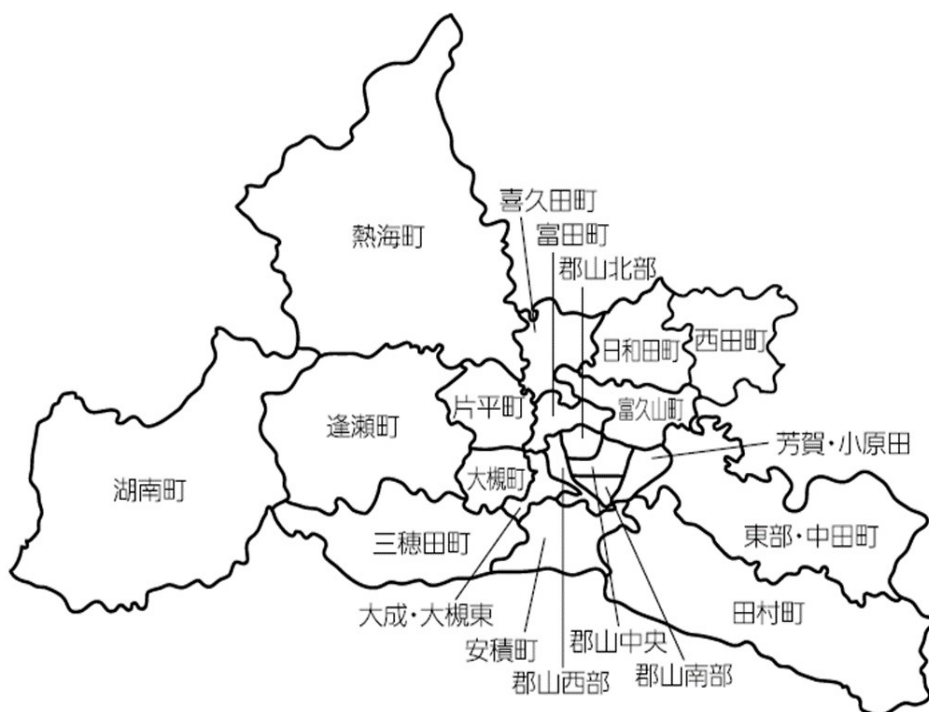 喜久田町
富田町
熱海町
郡山北部
日和田町
西田町
片平町
富久山町
逢瀬町
芳賀・小原田
大槻町
湖南町
三穂田町
東部・中田町
大成・大槻東
田村町
安積町
郡山中央
郡山西部
郡山南部